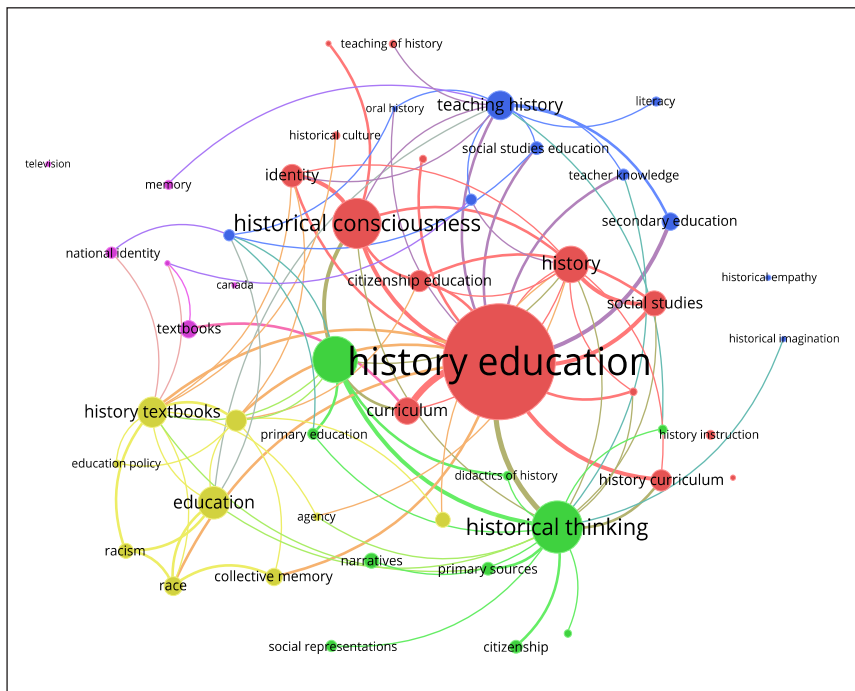 teaching of history
literacy
teaching history
oral history
historical culture
social studies education
television
identity
teacher knowledge
memory
historical consciousness
secondary education
national identity
history
citizenship education
historical empathy
canada
social studies
textbooks
historical imagination
history education
history textbooks
curriculum
primary education
history instruction
education policy
didactics of history
history curriculum
education
agency
historical thinking
racism
narratives
primary sources
race
collective memory
social representations
citizenship